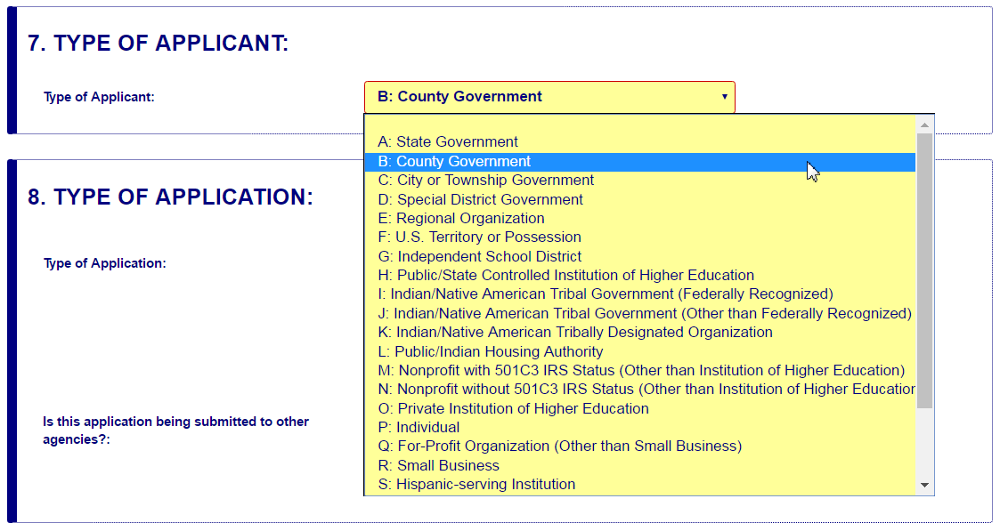 7. TYPE OF APPLICANT:
Type of Applicant:
B: County Government
A: State Government
B: County Government
C: City or Township Government
D: Special District Government
E: Regional Organization
F: U.S. Territory or Possession
G: Independent School District
H: Public/State Controlled Institution of Higher Education
I: Indian/Native American Tribal Government (Federally Recognized)
J: Indian/Native American Tribal Government (Other than Federally Recognized)
K: Indian/Native American Tribally Designated Organization
L: Public/Indian Housing Authority
M: Nonprofit with 501C3 IRS Status (Other than Institution of Higher Education)
N: Nonprofit without 501C3 IRS Status (Other than Institution of Higher Education
O: Private Institution of Higher Education
P: Individual
Q: For-Profit Organization (Other than Small Business)
R: Small Business
S: Hispanic-serving Institution
8. TYPE OF APPLICATION:
Type of Application:
Is this application being submitted to other
agencies?: